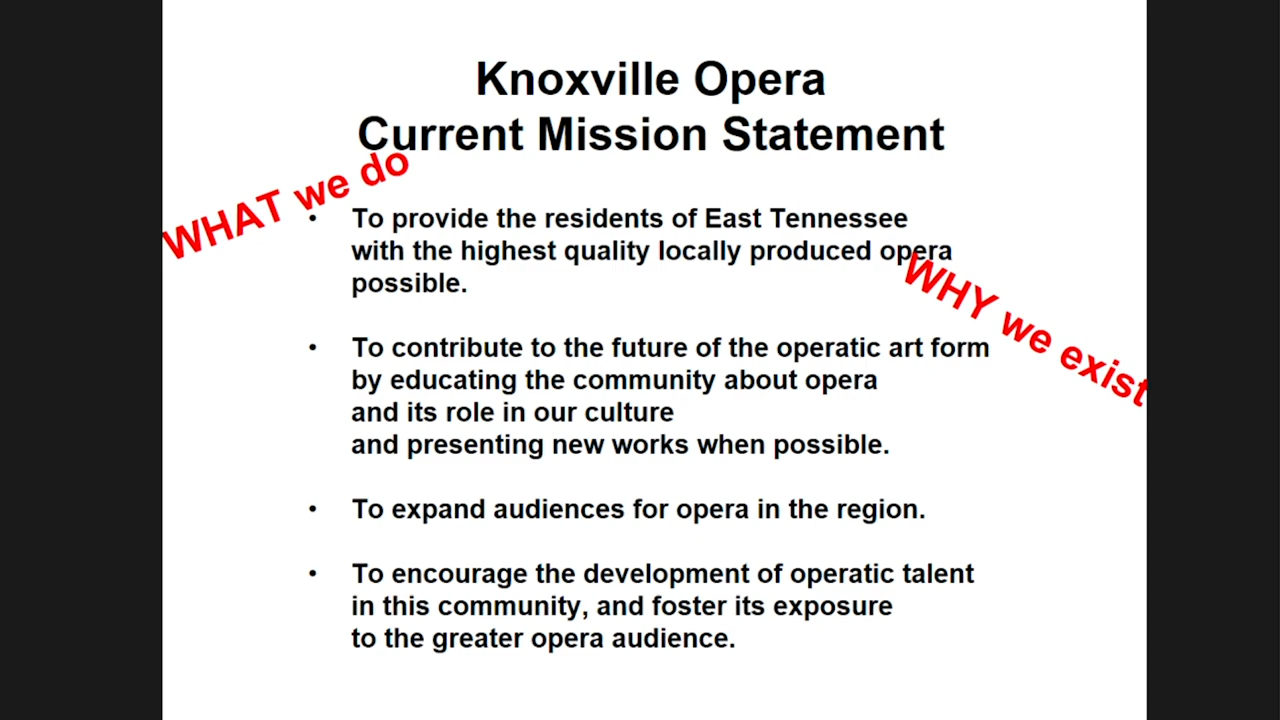 Knoxville Opera
Current Mission Statement
WHAT we do
• To provide the residents of East Tennessee
with the highest quality locally produced opera
possible.
WHY we exist
• To contribute to the future of the operatic art form
by educating the community about opera
and its role in our culture
and presenting new works when possible.
• To expand audiences for opera in the region.
• To encourage the development of operatic talent
in this community, and foster its exposure
to the greater opera audience.